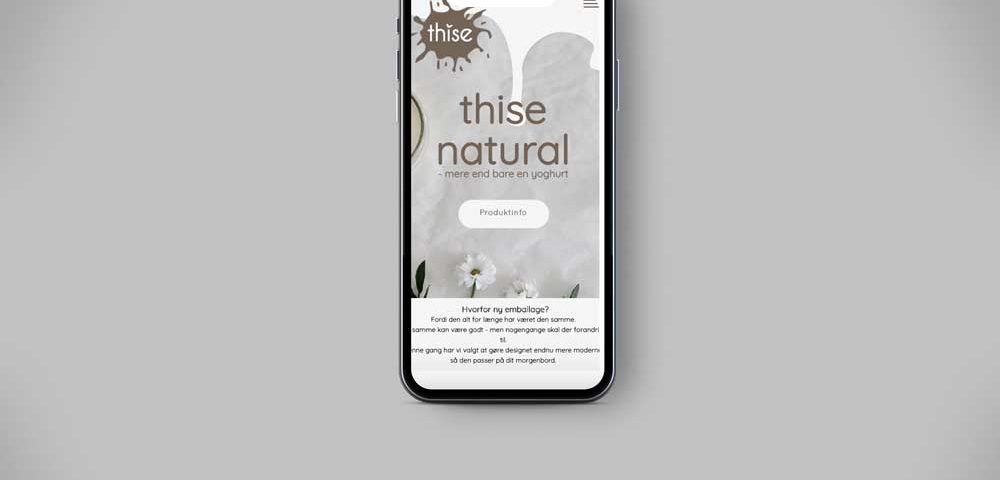 thise
thise
natural
- mere end bare en yoghurt
Produktinfo
Hvorfor ny emballage?
Fordi den alt for længe har været den samme.
samme kan være godt - men nogengange skal der forandri
til.
nne gang har vi valgt at gøre designet endnu mere moderne
så den passer på dit morgenbord.